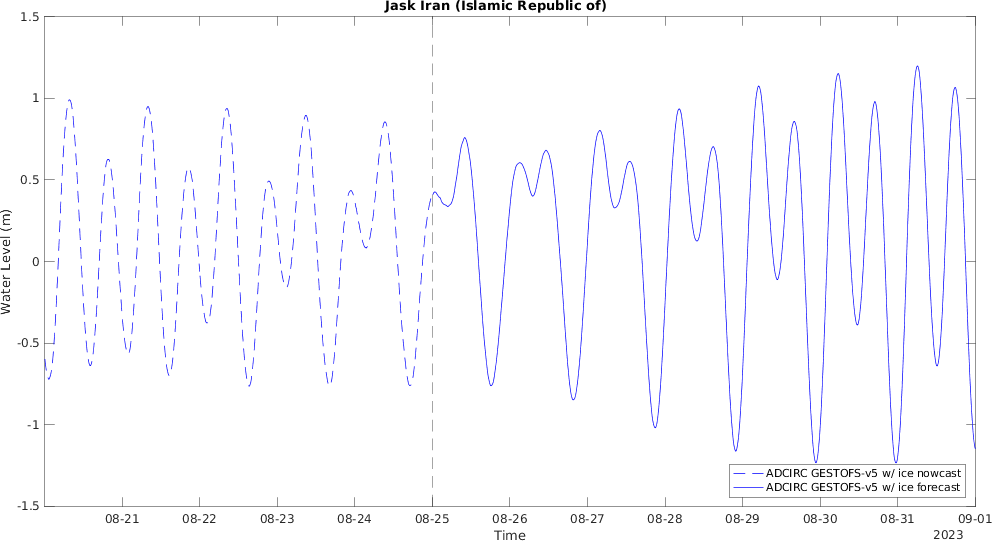 Jask Iran (Islamic Republic of)
1.5
1
0.5
0
-0.5
-1
-1.5
Water Level (m)
ADCIRC GESTOFS-v5 w/ ice nowcast
ADCIRC GESTOFS-v5 w/ ice forecast
08-21 08-22 08-23 08-24 08-25 08-26 08-27 08-28 08-29 08-30 08-31 09-01
Time
2023